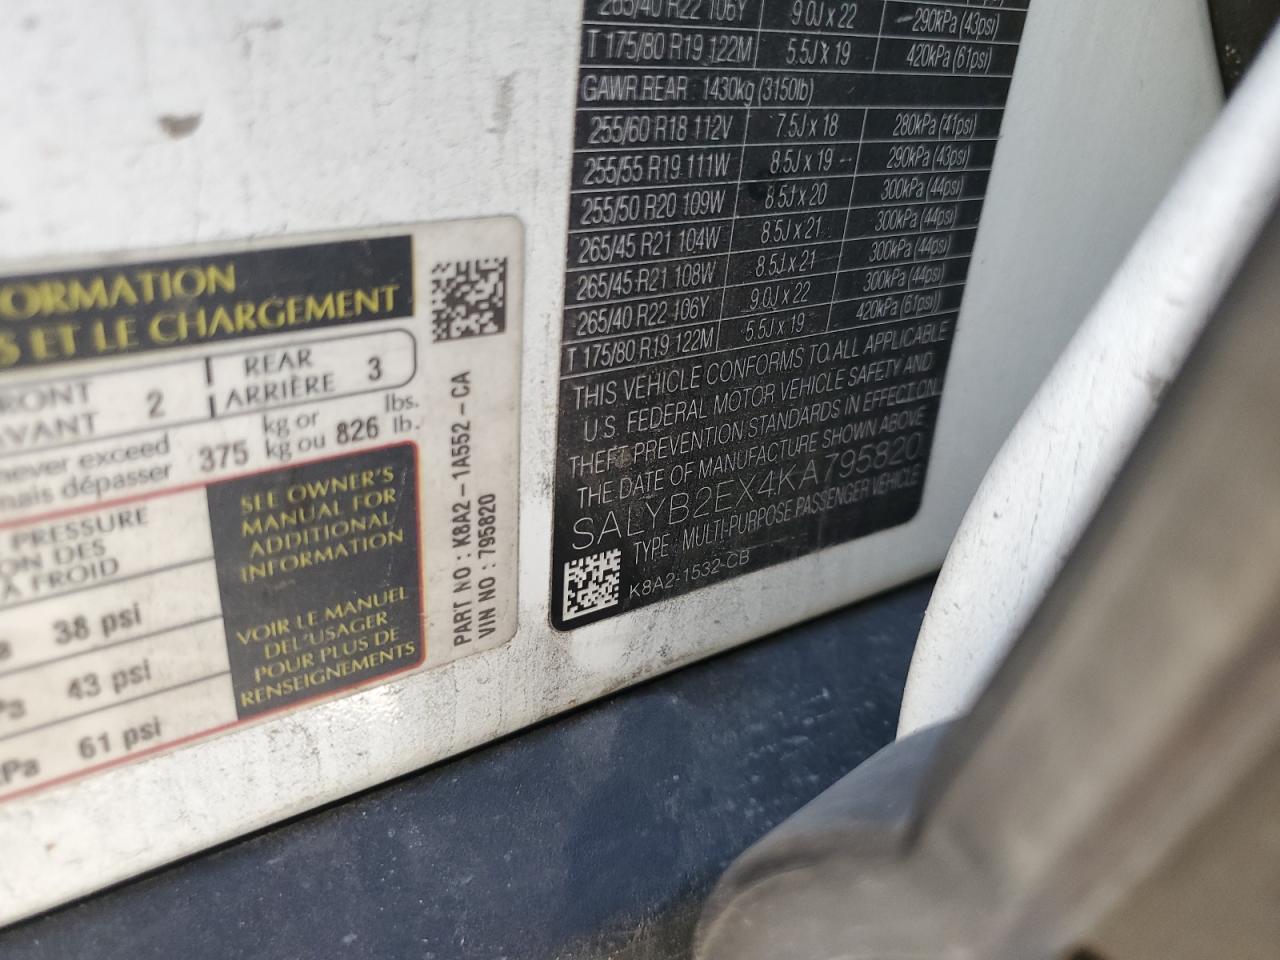 ORMATION
S ET LE CHARGEMENT
RONT 2 REAR 3
AVANT ARRIÈRE
never exceed 375 kg or 826 lbs.
mais dépasser kg ou lb.
PRESSURE
ON DES
À FROID
38 psi
43 psi
Pa 61 psi
SEE OWNER'S
MANUAL FOR
ADDITIONAL
INFORMATION
VOIR LE MANUEL
DEL'USAGER
POUR PLUS DE
RENSEIGNEMENTS
PART NO : K8A2-1A552-CA
VIN NO : 795820
265/40 R22 106Y 9.0J x 22 290kPa (43psi)
T 175/80 R19 122M 5.5J X 19 420kPa (61psi)
GAWR.REAR 1430kg (3150lb)
255/60 R18 112V 7.5J x 18 280kPa (41psi)
255/55 R19 111W 8.5J x 19 290kPa (43psi)
255/50 R20 109W 8.5J x 20 300kPa (44psi)
265/45 R21 104W 8.5J x 21 300kPa (44psi)
265/45 R21 108W 8.5J x 21 300kPa (44psi)
265/40 R22 106Y 9.0J x 22 300kPa (44psi)
T 175/80 R19 122M 5.5J x 19 420kPa (61psi)
THIS VEHICLE CONFORMS TO ALL APPLICABLE
U.S. FEDERAL MOTOR VEHICLE SAFETY AND
THEFT PREVENTION STANDARDS IN EFFECT ON
THE DATE OF MANUFACTURE SHOWN ABOVE
SALYB2EX4KA795820
TYPE: MULTI-PURPOSE PASSENGER VEHICLE
K8A2-1532-CB